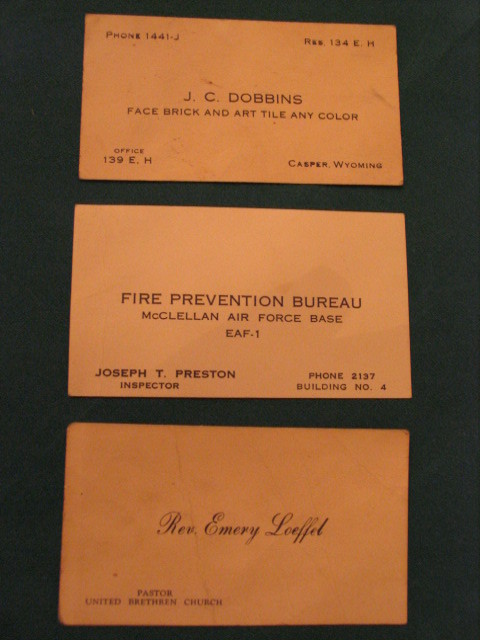 PHONE 1441-J
RES. 134 E. H
J. C. DOBBINS
FACE BRICK AND ART TILE ANY COLOR
OFFICE
139 E. H
CASPER, WYOMING
FIRE PREVENTION BUREAU
MCCLELLAN AIR FORCE BASE
EAF-1
JOSEPH T. PRESTON
INSPECTOR
PHONE 2137
BUILDING NO. 4
Rev. Emery Loeffel
PASTOR
UNITED BRETHREN CHURCH